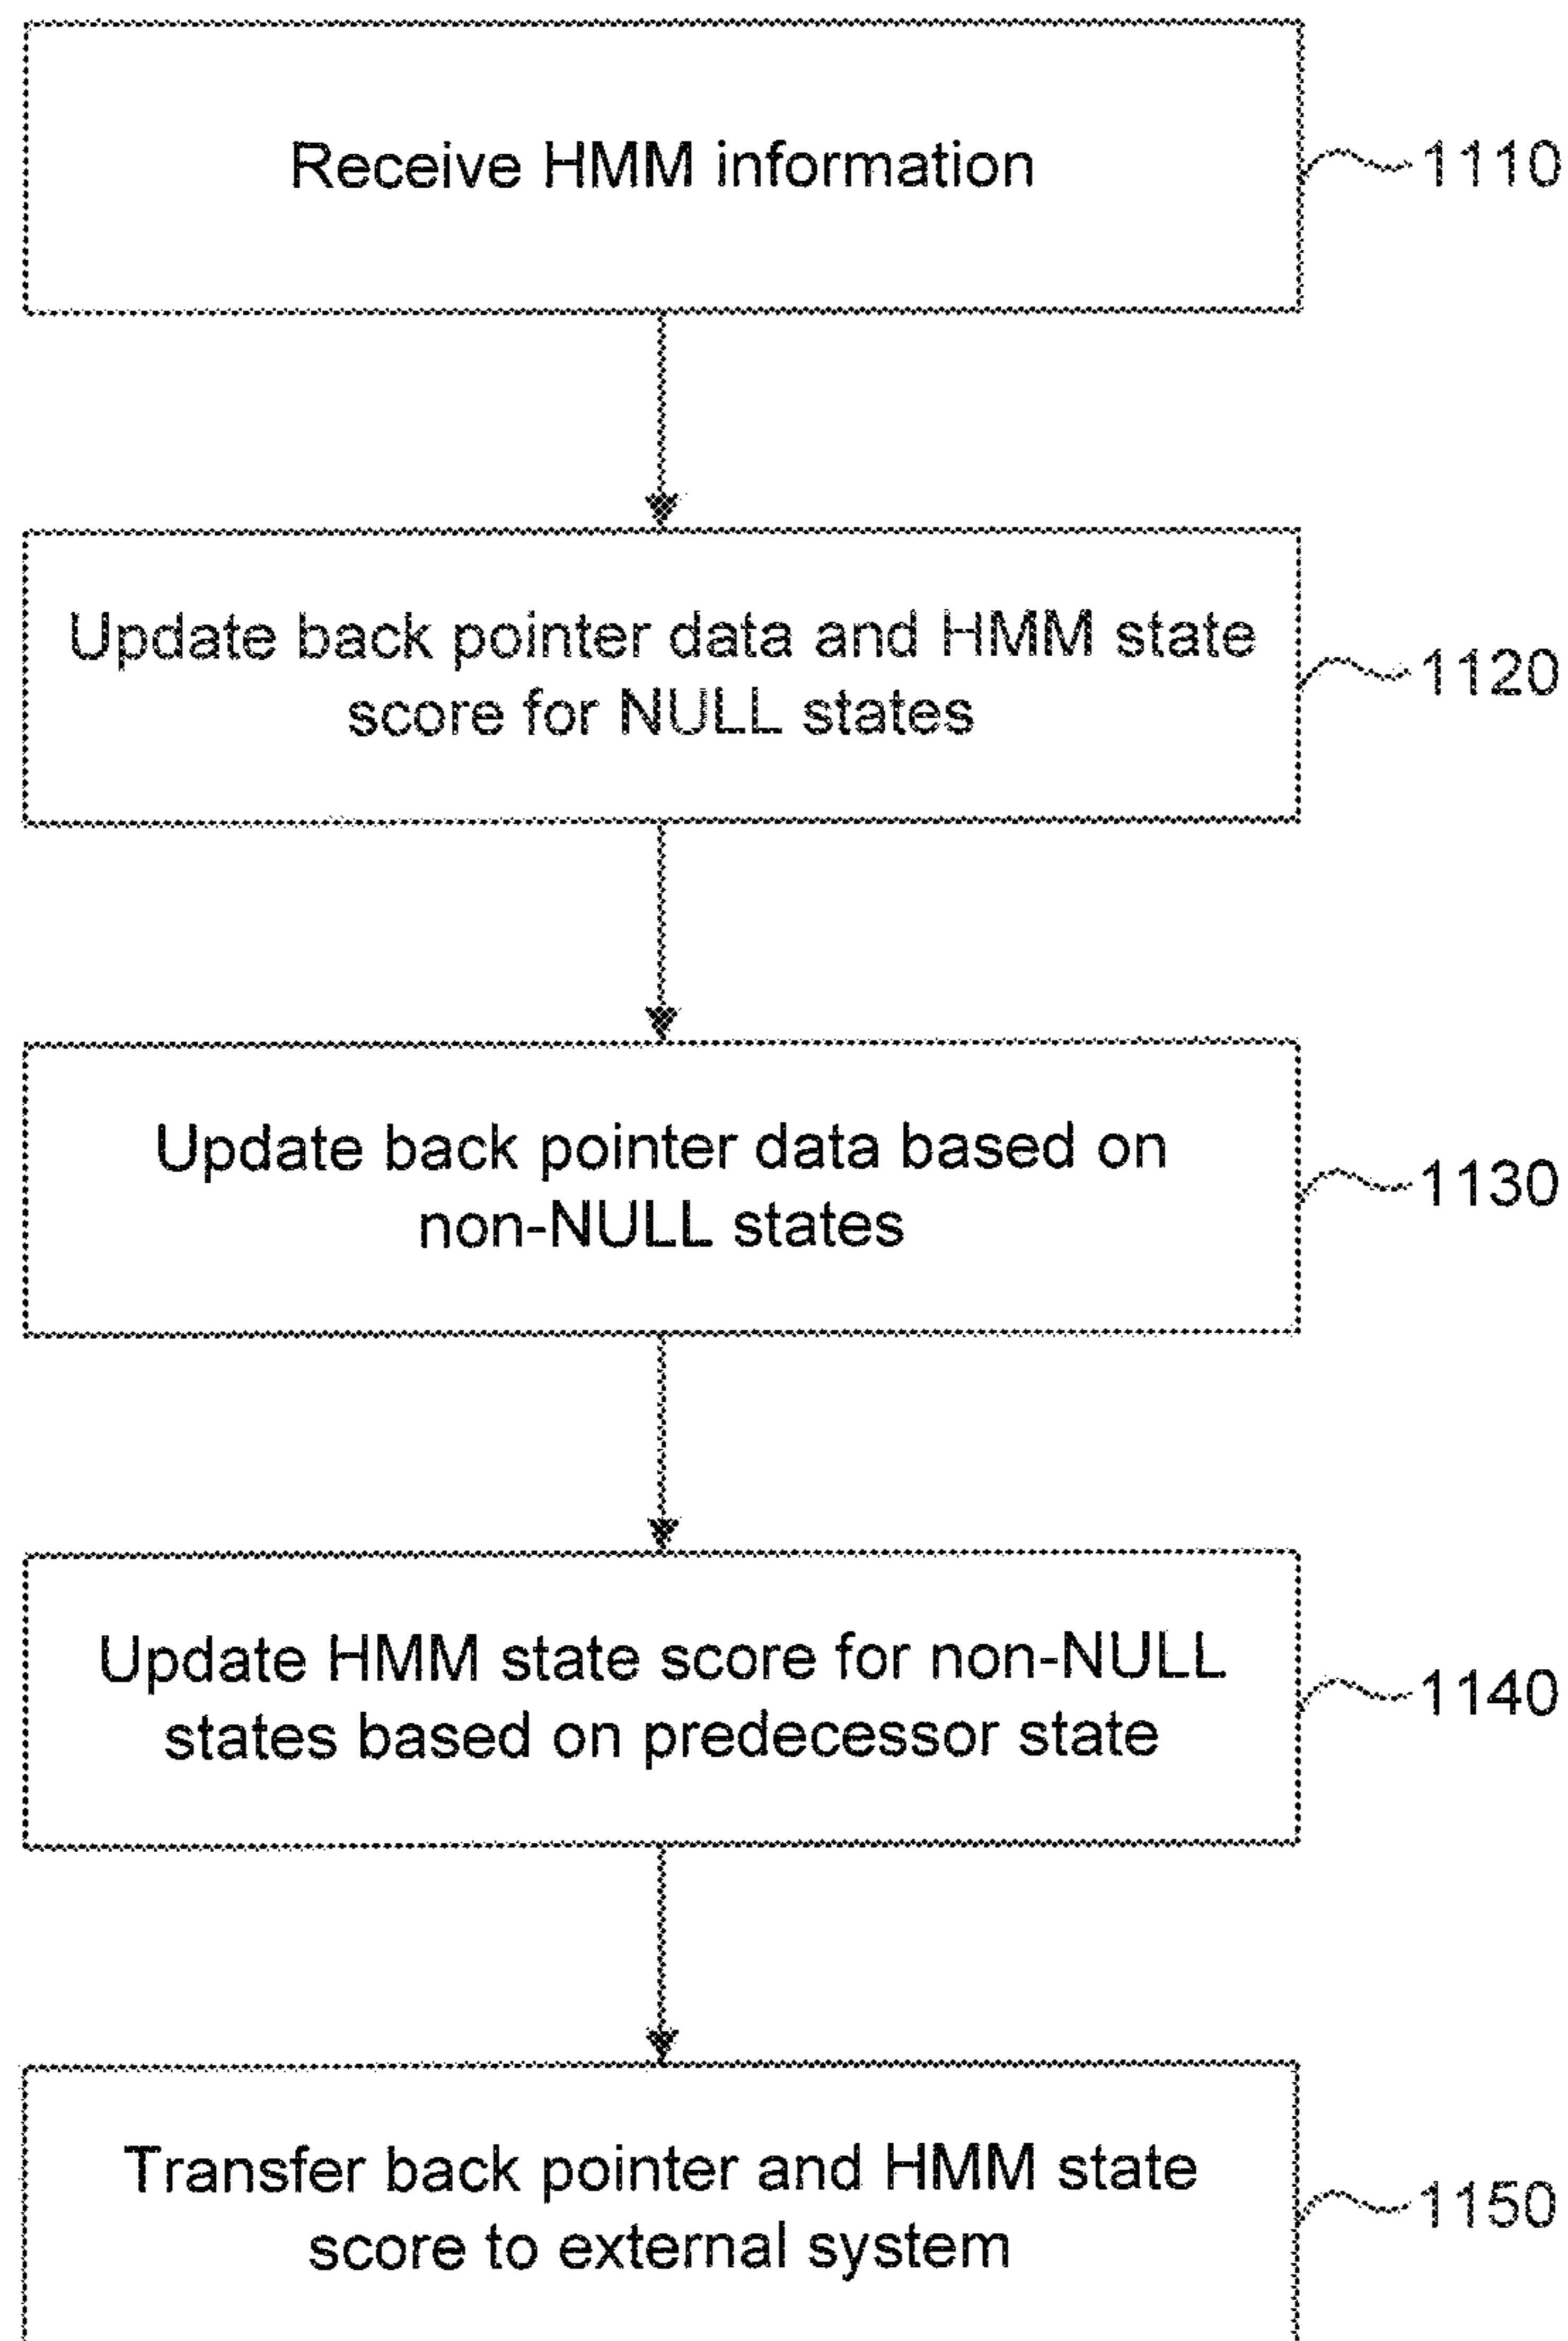 Receive HMM information
1110
Update back pointer data and HMM state
score for NULL states
1120
Update back pointer data based on
non-NULL states
1130
Update HMM state score for non-NULL
states based on predecessor state
1140
Transfer back pointer and HMM state
score to external system
1150